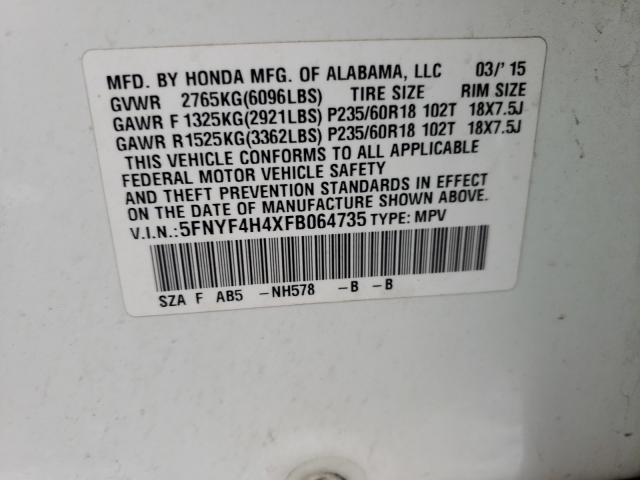 MFD. BY HONDA MFG. OF ALABAMA, LLC 03/'15
GVWR 2765KG(6096LBS) TIRE SIZE RIM SIZE
GAWR F 1325KG(2921LBS) P235/60R18 102T 18X7.5J
GAWR R1525KG(3362LBS) P235/60R18 102T 18X7.5J
THIS VEHICLE CONFORMS TO ALL APPLICABLE
FEDERAL MOTOR VEHICLE SAFETY
AND THEFT PREVENTION STANDARDS IN EFFECT
ON THE DATE OF MANUFACTURE SHOWN ABOVE.
V.I.N.:5FNYF4H4XFB064735 TYPE: MPV
SZA F AB5 -NH578 -B -B